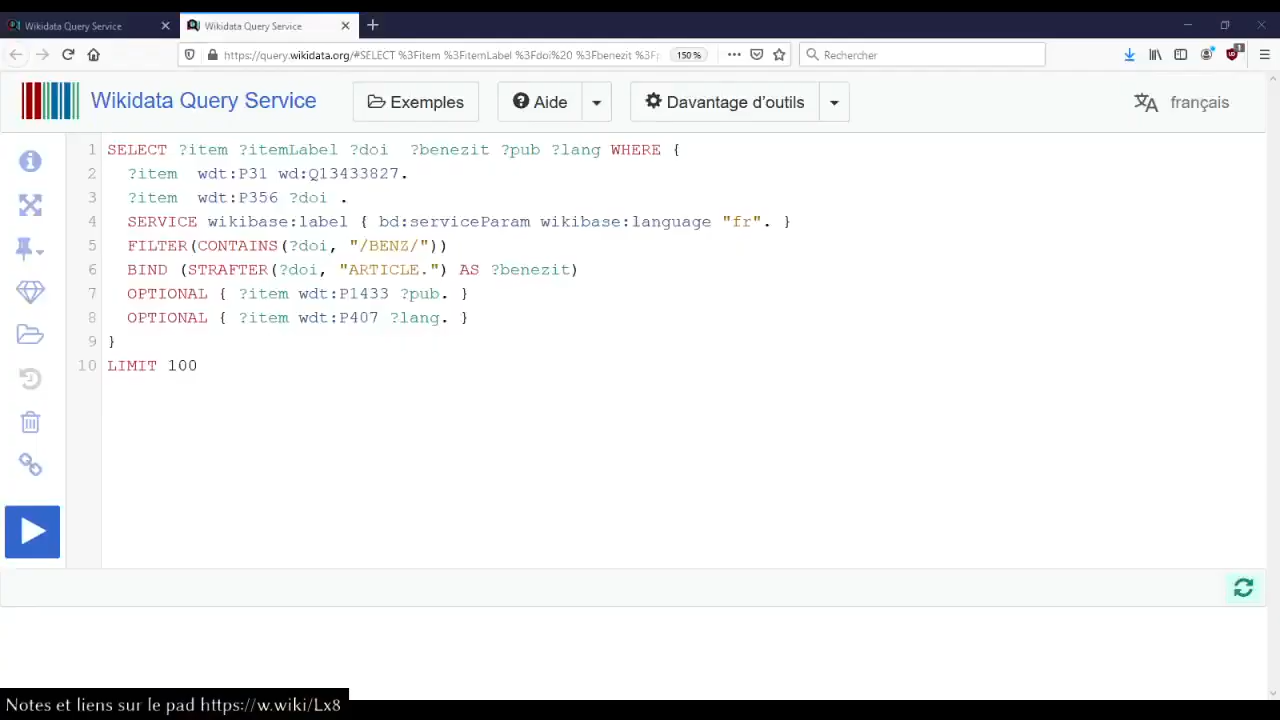 Wikidata Query Service
Wikidata Query Service
https://query.wikidata.org/#SELECT %3Fitem %3FitemLabel %3Fdoi%20 %3Fbenezit %3Fp
150 %
Rechercher
Wikidata Query Service
Exemples
Aide
Davantage d’outils
français
1 SELECT ?item ?itemLabel ?doi  ?benezit ?pub ?lang WHERE {
2   ?item  wdt:P31 wd:Q13433827.
3   ?item  wdt:P356 ?doi .
4   SERVICE wikibase:label { bd:serviceParam wikibase:language "fr". }
5   FILTER(CONTAINS(?doi, "/BENZ/"))
6   BIND (STRAFTER(?doi, "ARTICLE.") AS ?benezit)
7   OPTIONAL { ?item wdt:P1433 ?pub. }
8   OPTIONAL { ?item wdt:P407 ?lang. }
9 }
10 LIMIT 100
Notes et liens sur le pad https://w.wiki/Lx8